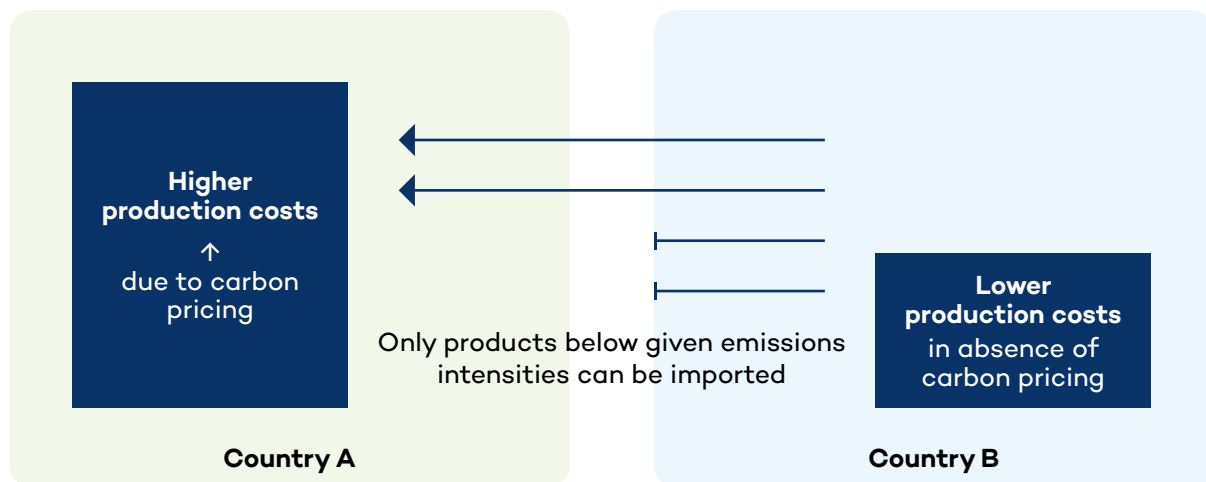 Higher
production costs
↑
due to carbon
pricing
Only products below given emissions
intensities can be imported
Lower
production costs
in absence of
carbon pricing
Country A
Country B